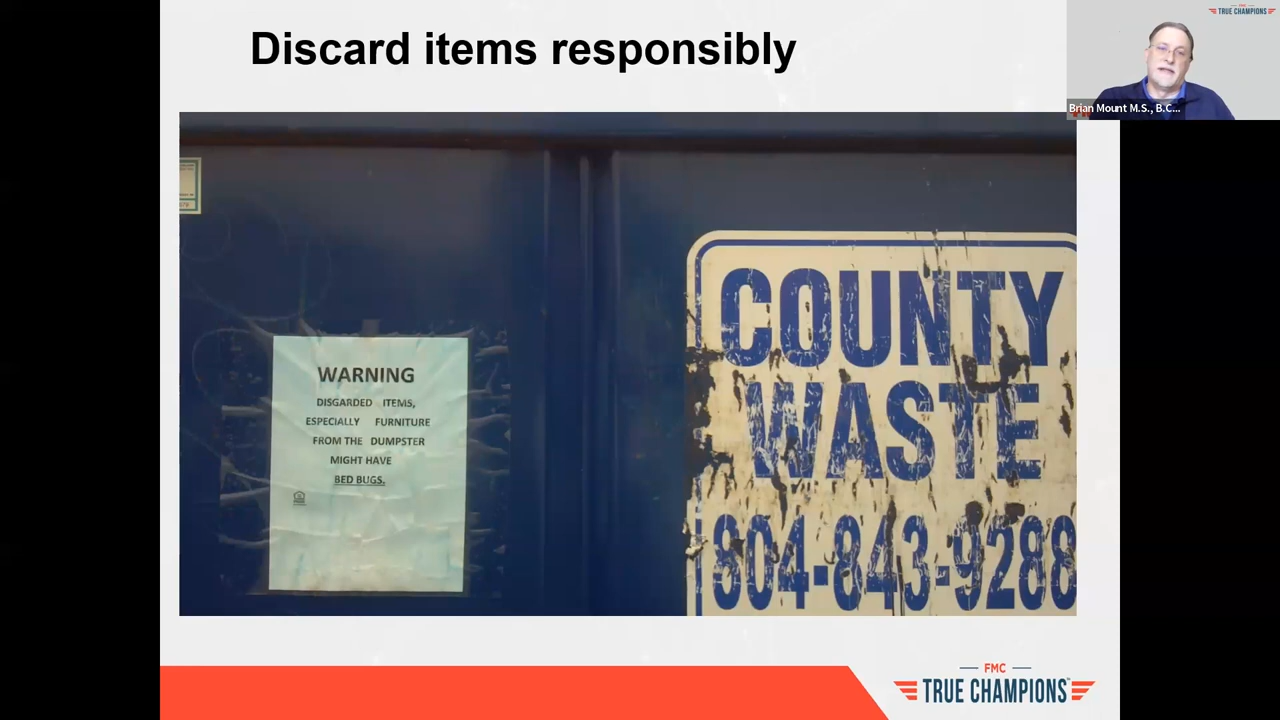 Discard items responsibly
FMC
TRUE CHAMPIONS
Brian Mount M.S., B.C...
WARNING
DISGARDED ITEMS,
ESPECIALLY FURNITURE
FROM THE DUMPSTER
MIGHT HAVE
BED BUGS.
COUNTY
WASTE
804-843-9288
FMC
TRUE CHAMPIONS